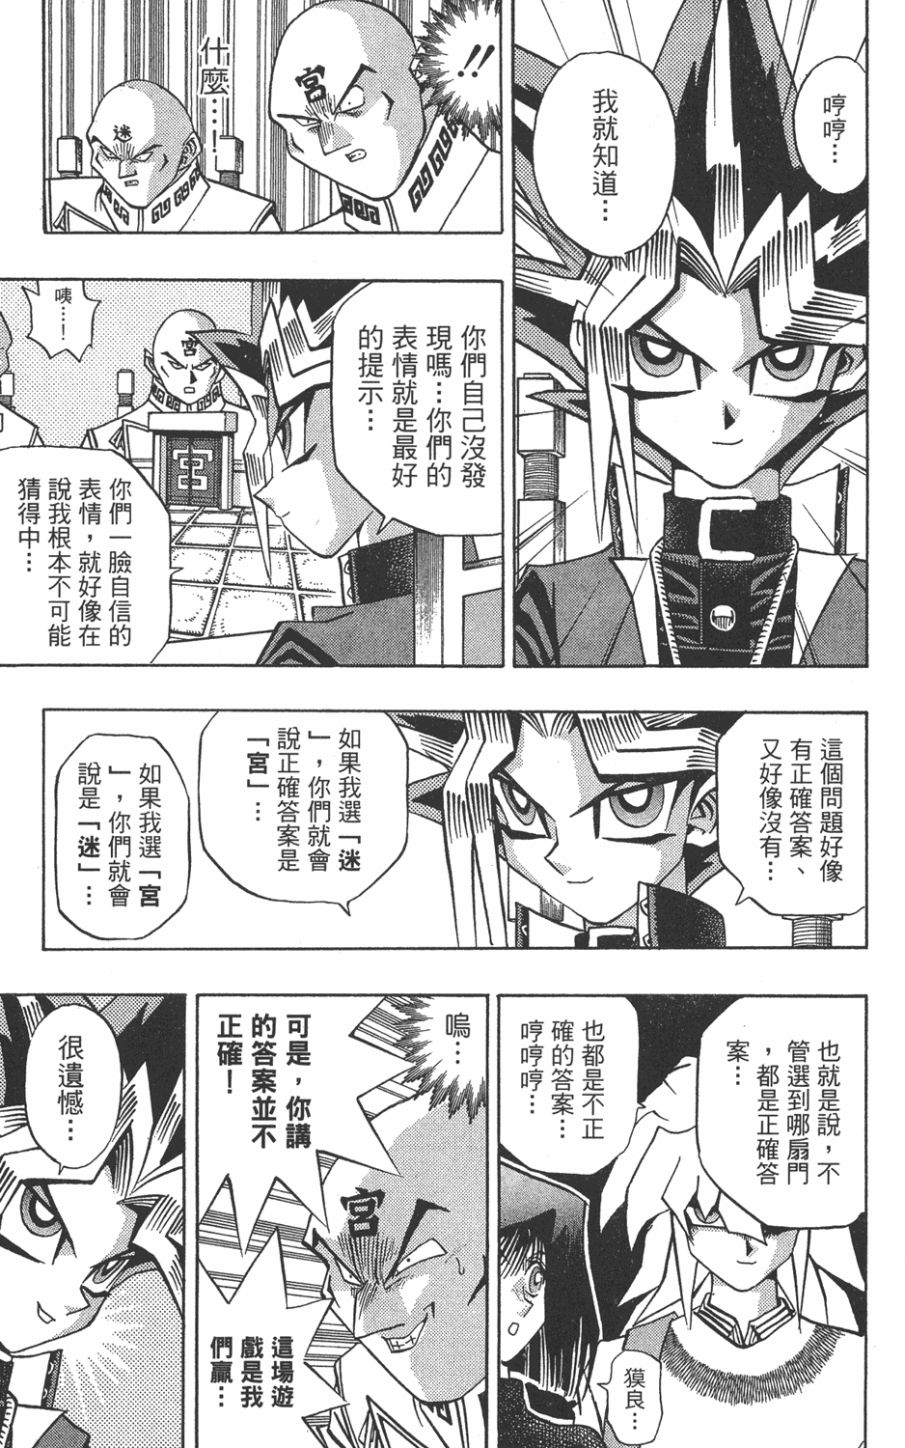 哼哼…
我就知道…
!!
宮
什麼…!
迷
你們自己沒發
現嗎…你們的
表情就是最好
的提示…
宮
宮
咦…!
你們一臉自信的
表情，就好像在
說我根本不可能
猜得中…
這個問題好像
有正確答案、
又好像沒有…
如果我選「迷
」，你們就會
說正確答案是
「宮」…
如果我選「宮
」，你們就會
說是「迷」…
也就是說，不
管選到哪扇門
，都是正確答
案…
也都是不正
確的答案…
哼哼哼…
獏良…
嗚…
宮
可是，你講
的答案並不
正確！
這場遊
戲是我
們贏…
很遺憾…